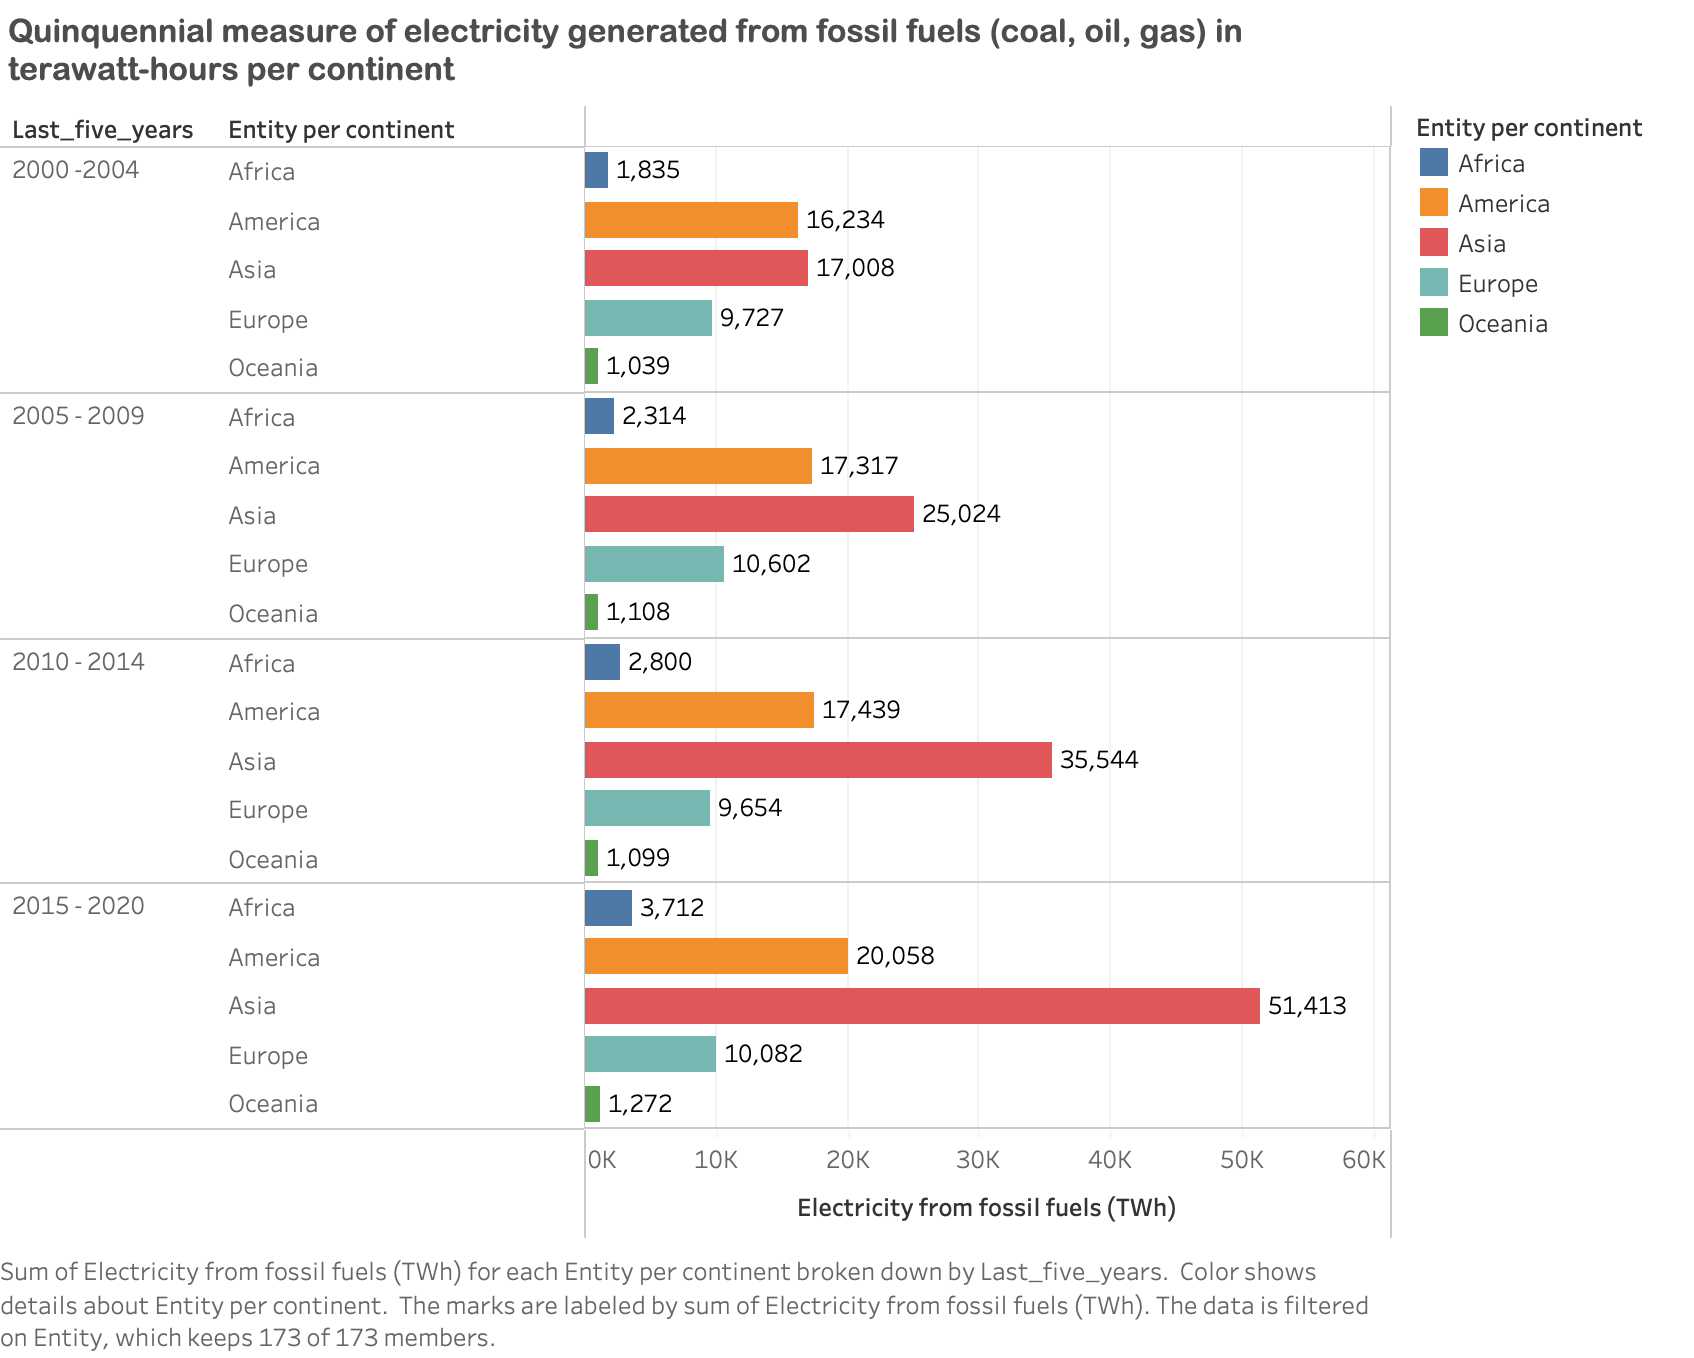 Quinquennial measure of electricity generated from fossil fuels (coal, oil, gas) in
terawatt-hours per continent
Last_five_years Entity per continent
2000 -2004 Africa 1,835
America 16,234
Asia 17,008
Europe 9,727
Oceania 1,039
2005 - 2009 Africa 2,314
America 17,317
Asia 25,024
Europe 10,602
Oceania 1,108
2010 - 2014 Africa 2,800
America 17,439
Asia 35,544
Europe 9,654
Oceania 1,099
2015 - 2020 Africa 3,712
America 20,058
Asia 51,413
Europe 10,082
Oceania 1,272
0K 10K 20K 30K 40K 50K 60K
Electricity from fossil fuels (TWh)
Entity per continent
Africa
America
Asia
Europe
Oceania
Sum of Electricity from fossil fuels (TWh) for each Entity per continent broken down by Last_five_years.  Color shows
details about Entity per continent.  The marks are labeled by sum of Electricity from fossil fuels (TWh). The data is filtered
on Entity, which keeps 173 of 173 members.